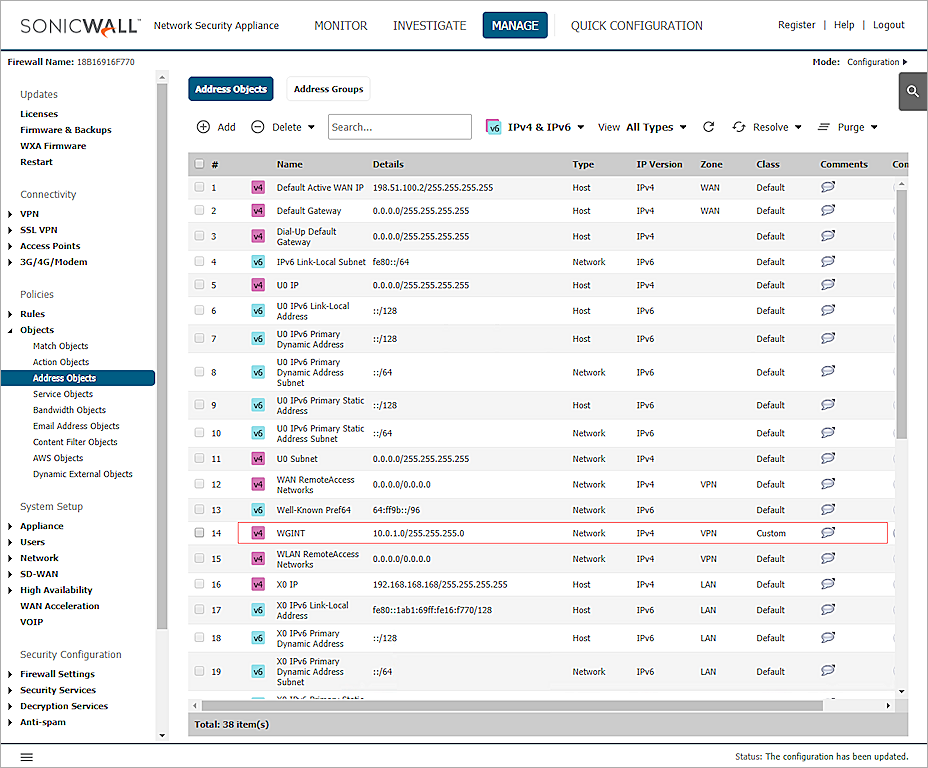 SONICWALL Network Security Appliance MONITOR INVESTIGATE MANAGE QUICK CONFIGURATION Register | Help | Logout
Firewall Name: 18B16916F770 Mode: Configuration
Updates
Licenses
Firmware & Backups
WXA Firmware
Restart
Connectivity
VPN
SSL VPN
Access Points
3G/4G/Modem
Policies
Rules
Objects
Match Objects
Action Objects
Address Objects
Service Objects
Bandwidth Objects
Email Address Objects
Content Filter Objects
AWS Objects
Dynamic External Objects
System Setup
Appliance
Users
Network
SD-WAN
High Availability
WAN Acceleration
VOIP
Security Configuration
Firewall Settings
Security Services
Decryption Services
Anti-spam
Address Objects Address Groups
Add Delete Search... v6 IPv4 & IPv6 View All Types Resolve Purge
# Name Details Type IP Version Zone Class Comments Con
1 v4 Default Active WAN IP 198.51.100.2/255.255.255.255 Host IPv4 WAN Default
2 v4 Default Gateway 0.0.0.0/255.255.255.255 Host IPv4 WAN Default
3 v4 Dial-Up Default
Gateway 0.0.0.0/255.255.255.255 Host IPv4 Default
4 v6 IPv6 Link-Local Subnet fe80::/64 Network IPv6 Default
5 v4 U0 IP 0.0.0.0/255.255.255.255 Host IPv4 Default
6 v6 U0 IPv6 Link-Local
Address ::/128 Host IPv6 Default
7 v6 U0 IPv6 Primary
Dynamic Address ::/128 Host IPv6 Default
8 v6 U0 IPv6 Primary
Dynamic Address
Subnet ::/64 Network IPv6 Default
9 v6 U0 IPv6 Primary Static
Address ::/128 Host IPv6 Default
10 v6 U0 IPv6 Primary Static
Address Subnet ::/64 Network IPv6 Default
11 v4 U0 Subnet 0.0.0.0/255.255.255.255 Network IPv4 Default
12 v4 WAN RemoteAccess
Networks 0.0.0.0/0.0.0.0 Network IPv4 VPN Default
13 v6 Well-Known Pref64 64:ff9b::/96 Network IPv6 Default
14 v4 WGINT 10.0.1.0/255.255.255.0 Network IPv4 VPN Custom
15 v4 WLAN RemoteAccess
Networks 0.0.0.0/0.0.0.0 Network IPv4 VPN Default
16 v4 X0 IP 192.168.168.168/255.255.255.255 Host IPv4 LAN Default
17 v6 X0 IPv6 Link-Local
Address fe80::1ab1:69ff:fe16:f770/128 Host IPv6 LAN Default
18 v6 X0 IPv6 Primary
Dynamic Address ::/128 Host IPv6 LAN Default
19 v6 X0 IPv6 Primary
Dynamic Address
Subnet ::/64 Network IPv6 LAN Default
X0 IPv6 Primary Static
Total: 38 item(s)
Status: The configuration has been updated.